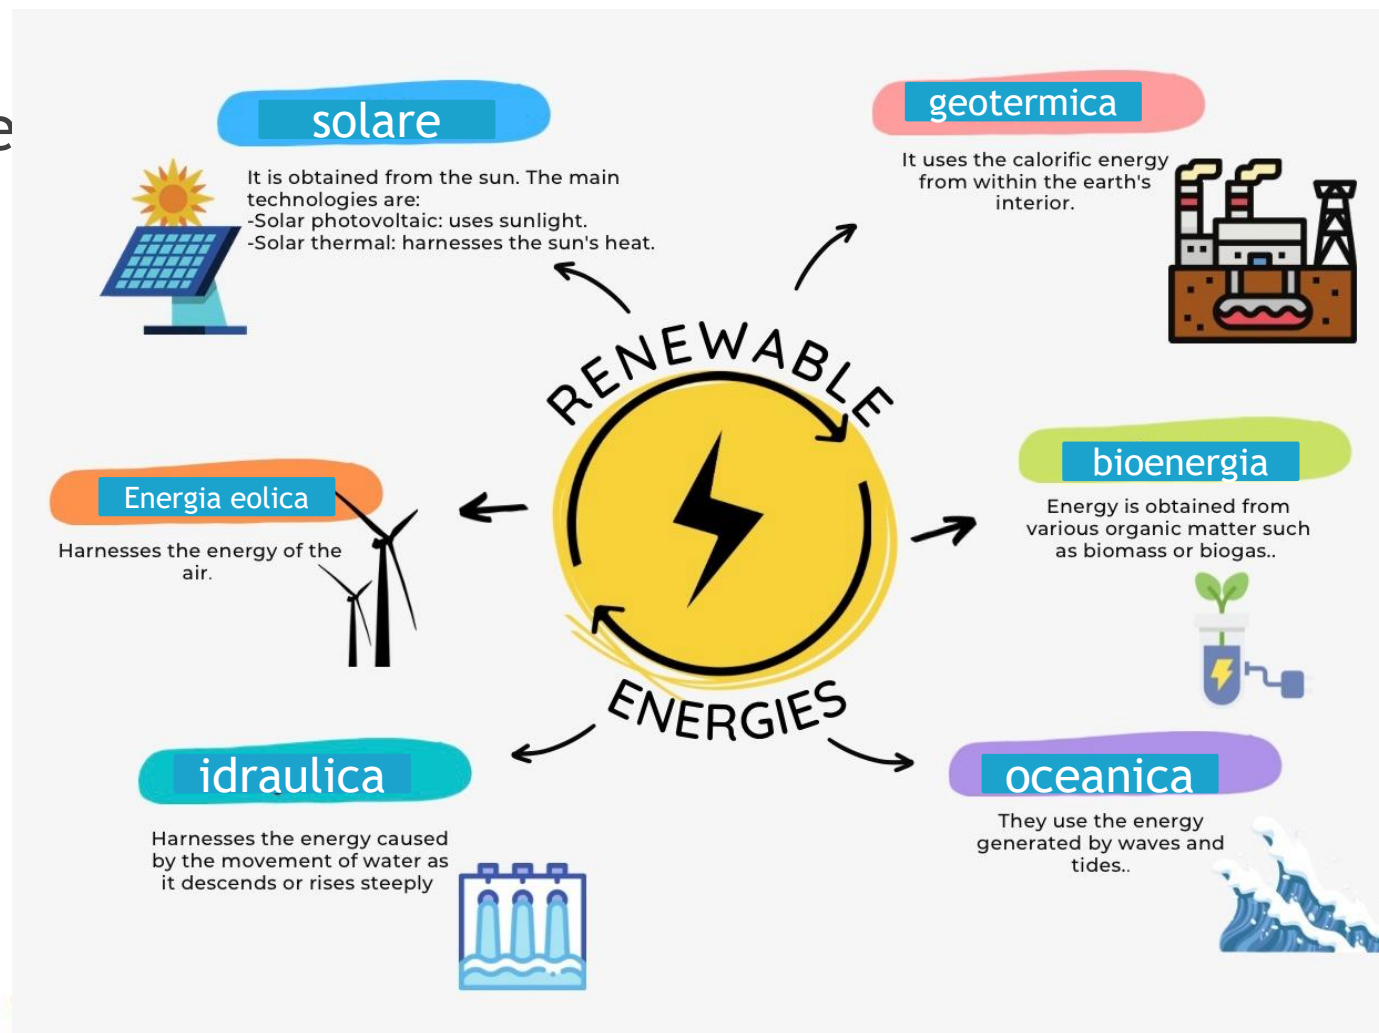 solare
It is obtained from the sun. The main
technologies are:
-Solar photovoltaic: uses sunlight.
-Solar thermal: harnesses the sun's heat.
geotermica
It uses the calorific energy
from within the earth's
interior.
RENEWABLE
ENERGIES
Energia eolica
Harnesses the energy of the
air.
bioenergia
Energy is obtained from
various organic matter such
as biomass or biogas..
idraulica
Harnesses the energy caused
by the movement of water as
it descends or rises steeply
oceanica
They use the energy
generated by waves and
tides..